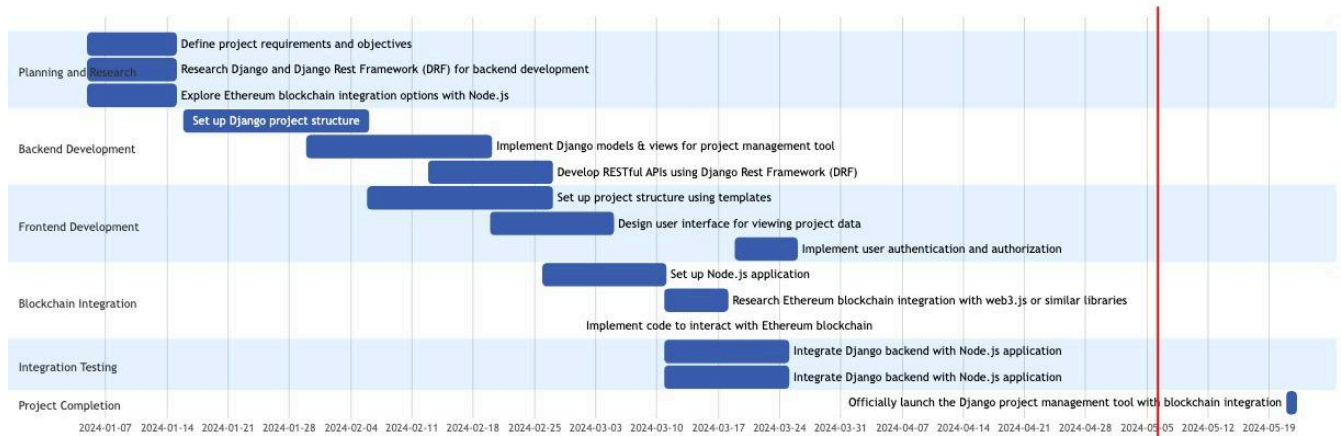 Define project requirements and objectives
Planning and Research
Research Django and Django Rest Framework (DRF) for backend development
Explore Ethereum blockchain integration options with Node.js
Set up Django project structure
Backend Development
Implement Django models & views for project management tool
Develop RESTful APIs using Django Rest Framework (DRF)
Set up project structure using templates
Frontend Development
Design user interface for viewing project data
Implement user authentication and authorization
Set up Node.js application
Blockchain Integration
Research Ethereum blockchain integration with web3.js or similar libraries
Implement code to interact with Ethereum blockchain
Integrate Django backend with Node.js application
Integration Testing
Integrate Django backend with Node.js application
Project Completion
Officially launch the Django project management tool with blockchain integration
2024-01-07 2024-01-14 2024-01-21 2024-01-28 2024-02-04 2024-02-11 2024-02-18 2024-02-25 2024-03-03 2024-03-10 2024-03-17 2024-03-24 2024-03-31 2024-04-07 2024-04-14 2024-04-21 2024-04-28 2024-05-05 2024-05-12 2024-05-19